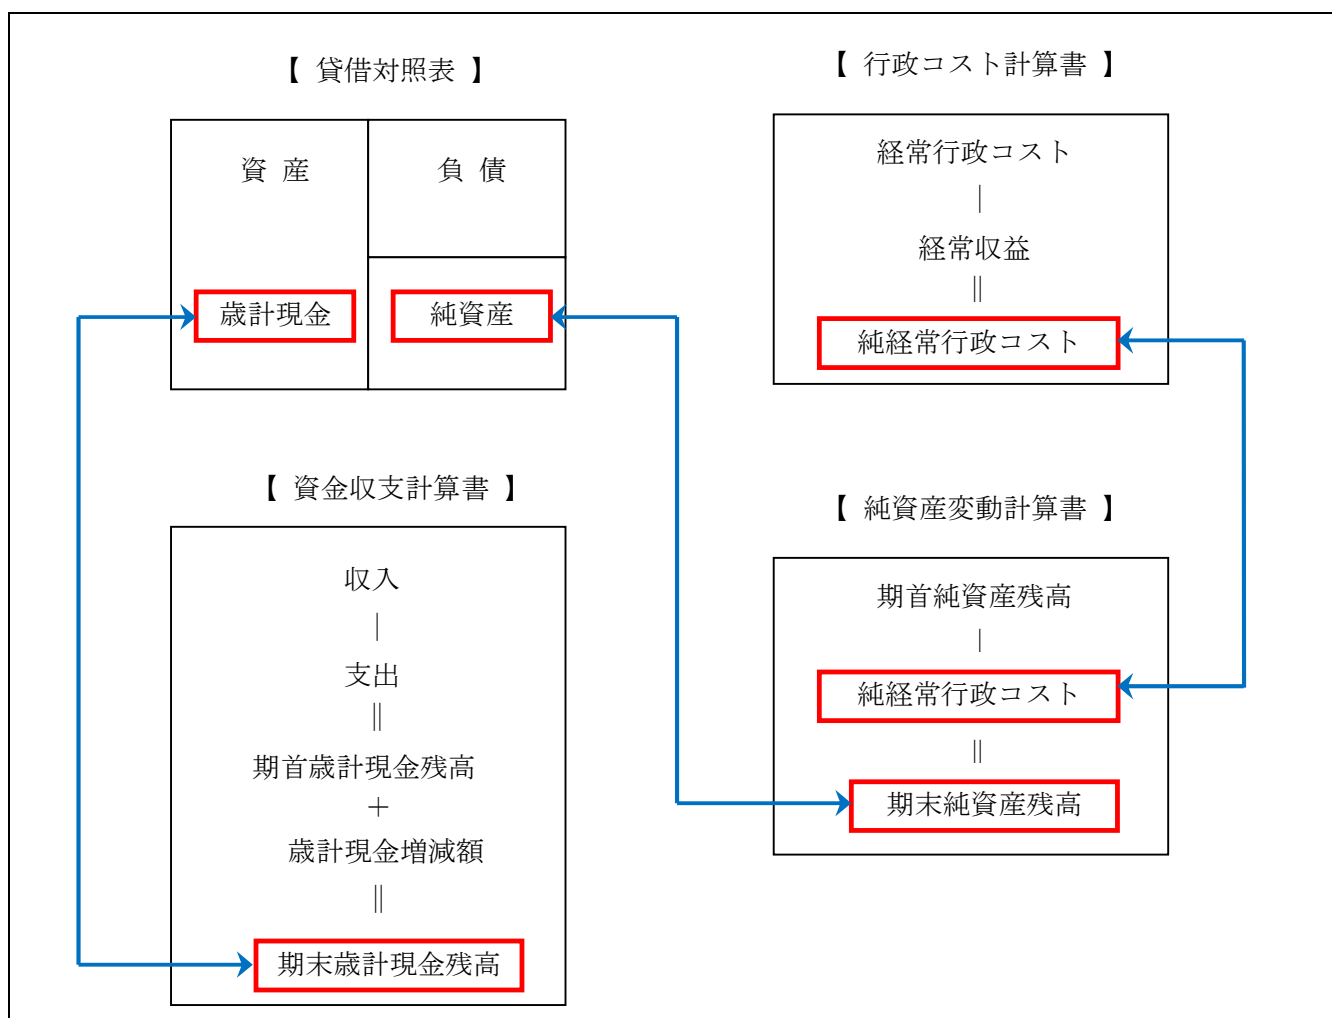 【 貸借対照表 】
資 産
負 債
歳計現金
純資産
【 行政コスト計算書 】
経常行政コスト
｜
経常収益
||
純経常行政コスト
【 資金収支計算書 】
収入
｜
支出
||
期首歳計現金残高
＋
歳計現金増減額
||
期末歳計現金残高
【 純資産変動計算書 】
期首純資産残高
｜
純経常行政コスト
||
期末純資産残高